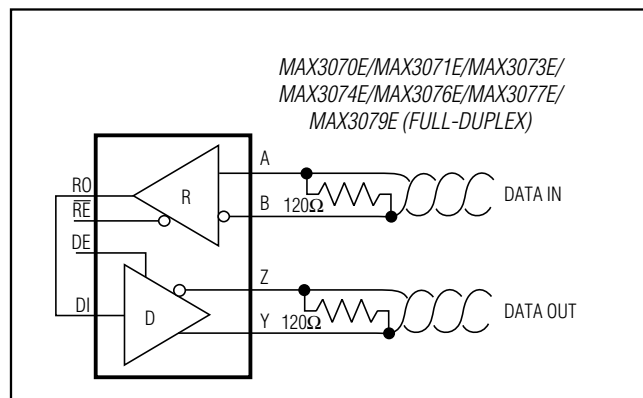 MAX3070E/MAX3071E/MAX3073E/
MAX3074E/MAX3076E/MAX3077E/
MAX3079E (FULL-DUPLEX)
A
RO
R
DATA IN
RE
B
120Ω
DE
Z
DI
D
DATA OUT
Y
120Ω